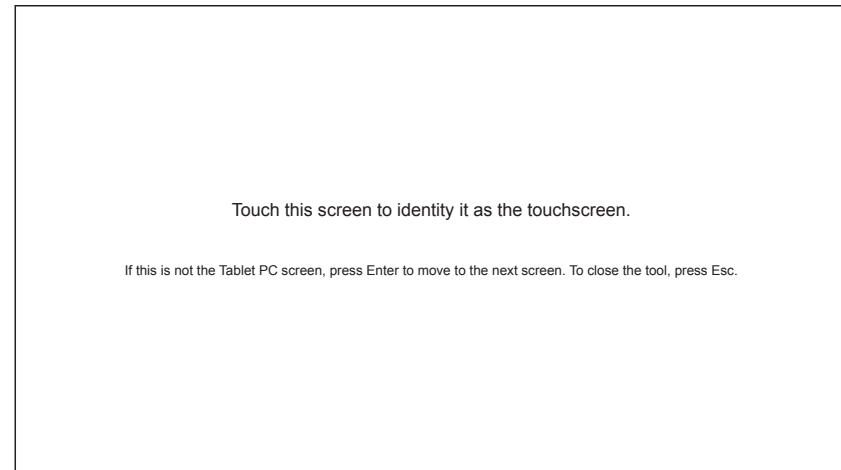 Touch this screen to identity it as the touchscreen.
If this is not the Tablet PC screen, press Enter to move to the next screen. To close the tool, press Esc.